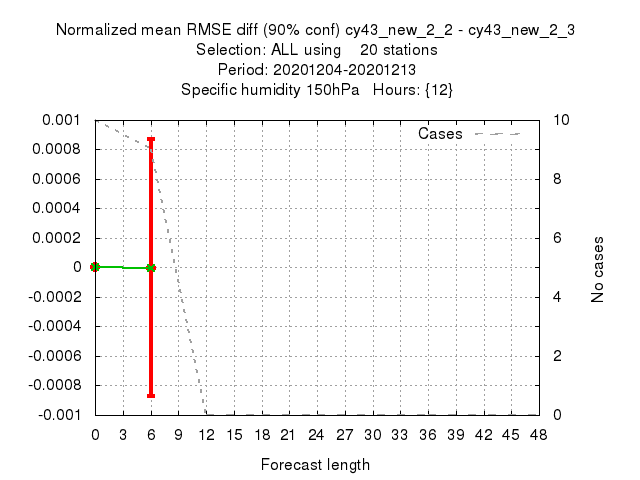 Normalized mean RMSE diff (90% conf) cy43_new_2_2 - cy43_new_2_3
Selection: ALL using 20 stations
Period: 20201204-20201213
Specific humidity 150hPa Hours: {12}
Cases
0.001
0.0008
0.0006
0.0004
0.0002
0
-0.0002
-0.0004
-0.0006
-0.0008
-0.001
10
8
6
4
2
0
No cases
0 3 6 9 12 15 18 21 24 27 30 33 36 39 42 45 48
Forecast length